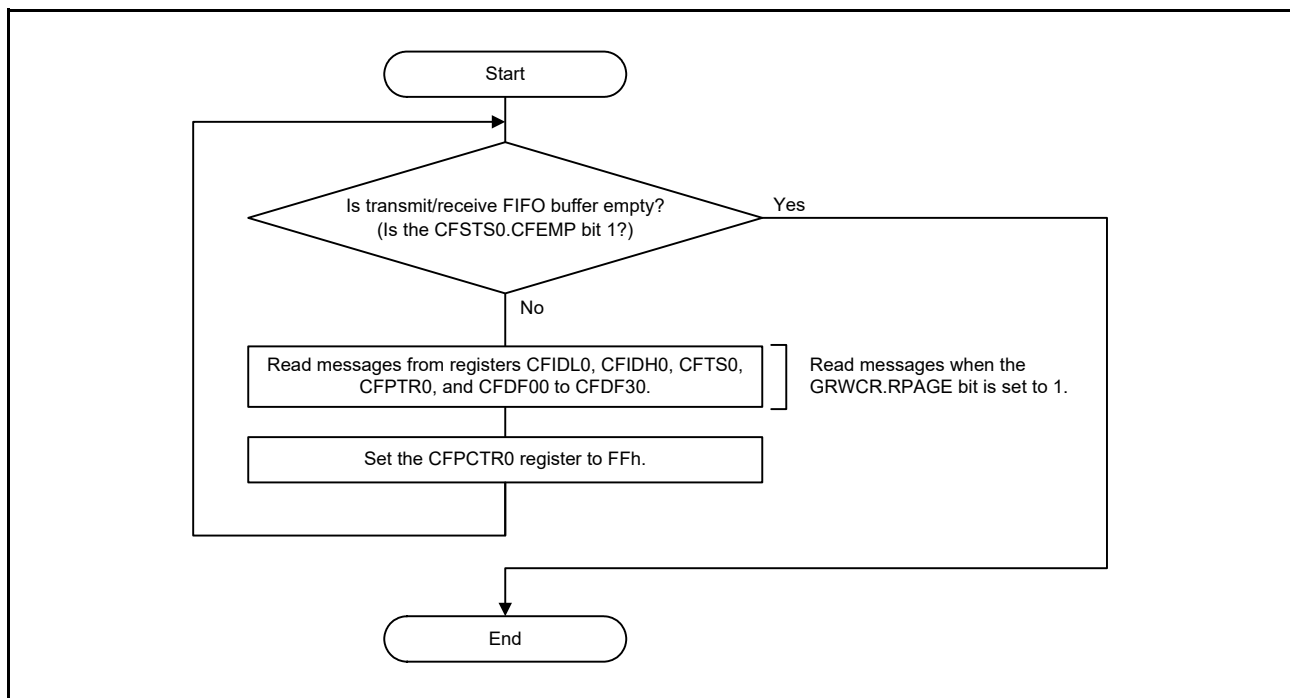 Start
Is transmit/receive FIFO buffer empty?
(Is the CFSTS0.CFEMP bit 1?)
Yes
No
Read messages from registers CFIDL0, CFIDH0, CFTS0,
CFPTR0, and CFDF00 to CFDF30.
Read messages when the
GRWCR.RPAGE bit is set to 1.
Set the CFPCTR0 register to FFh.
End